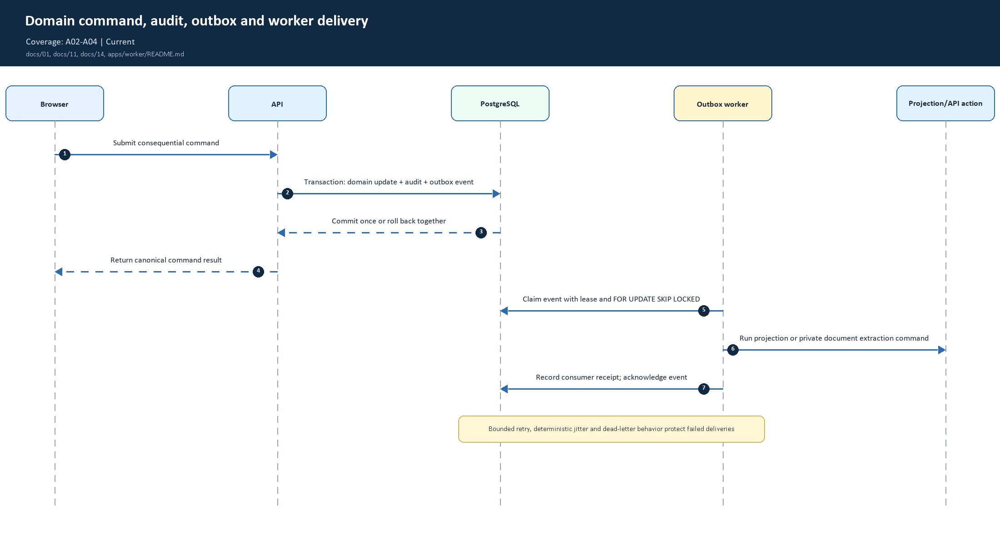 Domain command, audit, outbox and worker delivery
Coverage: A02-A04 | Current
docs/01, docs/11, docs/14, apps/worker/README.md
Browser
API
PostgreSQL
Outbox worker
Projection/API action
Submit consequential command
1
Transaction: domain update + audit + outbox event
2
Commit once or roll back together
3
Return canonical command result
4
Claim event with lease and FOR UPDATE SKIP LOCKED
5
Run projection or private document extraction command
6
Record consumer receipt; acknowledge event
7
Bounded retry, deterministic jitter and dead-letter behavior protect failed deliveries